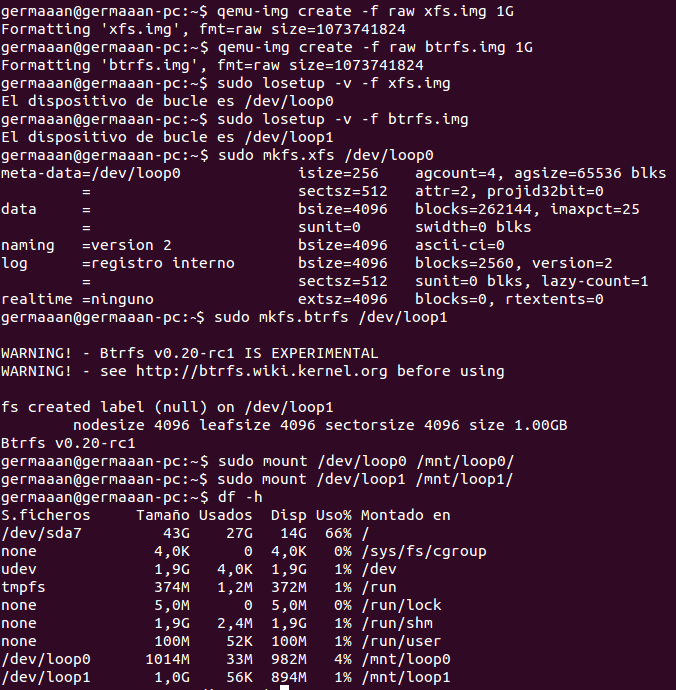 germaaan@germaaan-pc:~$ qemu-img create -f raw xfs.img 1G
Formatting 'xfs.img', fmt=raw size=1073741824
germaaan@germaaan-pc:~$ qemu-img create -f raw btrfs.img 1G
Formatting 'btrfs.img', fmt=raw size=1073741824
germaaan@germaaan-pc:~$ sudo losetup -v -f xfs.img
El dispositivo de bucle es /dev/loop0
germaaan@germaaan-pc:~$ sudo losetup -v -f btrfs.img
El dispositivo de bucle es /dev/loop1
germaaan@germaaan-pc:~$ sudo mkfs.xfs /dev/loop0
meta-data=/dev/loop0             isize=256    agcount=4, agsize=65536 blks
         =                       sectsz=512   attr=2, projid32bit=0
data     =                       bsize=4096   blocks=262144, imaxpct=25
         =                       sunit=0      swidth=0 blks
naming   =version 2              bsize=4096   ascii-ci=0
log      =registro interno       bsize=4096   blocks=2560, version=2
         =                       sectsz=512   sunit=0 blks, lazy-count=1
realtime =ninguno                extsz=4096   blocks=0, rtextents=0
germaaan@germaaan-pc:~$ sudo mkfs.btrfs /dev/loop1
WARNING! - Btrfs v0.20-rc1 IS EXPERIMENTAL
WARNING! - see http://btrfs.wiki.kernel.org before using
fs created label (null) on /dev/loop1
        nodesize 4096 leafsize 4096 sectorsize 4096 size 1.00GB
Btrfs v0.20-rc1
germaaan@germaaan-pc:~$ sudo mount /dev/loop0 /mnt/loop0/
germaaan@germaaan-pc:~$ sudo mount /dev/loop1 /mnt/loop1/
germaaan@germaaan-pc:~$ df -h
S.ficheros     Tamaño Usados  Disp Uso% Montado en
/dev/sda7         43G    27G   14G  66% /
none             4,0K      0  4,0K   0% /sys/fs/cgroup
udev             1,9G   4,0K  1,9G   1% /dev
tmpfs            374M   1,2M  372M   1% /run
none             5,0M      0  5,0M   0% /run/lock
none             1,9G   2,4M  1,9G   1% /run/shm
none             100M    52K  100M   1% /run/user
/dev/loop0      1014M    33M  982M   4% /mnt/loop0
/dev/loop1       1,0G    56K  894M   1% /mnt/loop1